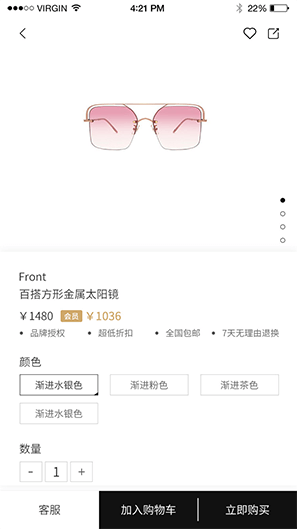 VIRGIN 4:21 PM 22%
Front
百搭方形金属太阳镜
￥1480 会员 ￥1036
品牌授权 超低折扣 全国包邮 7天无理由退换
颜色
渐进水银色 渐进粉色 渐进茶色
渐进水银色
数量
- 1 +
客服 加入购物车 立即购买